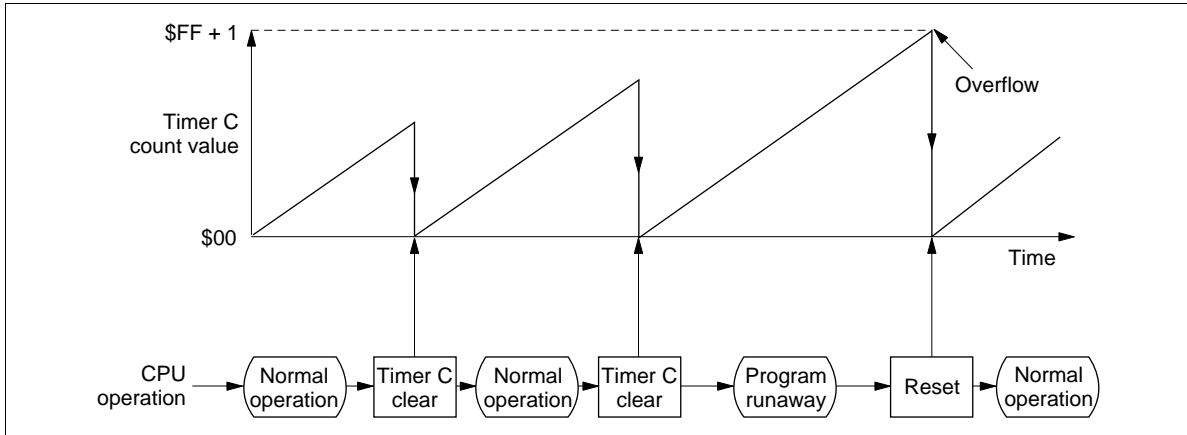 $FF + 1
Overflow
Timer C
count value
$00
Time
CPU
operation
Normal
operation
Timer C
clear
Normal
operation
Timer C
clear
Program
runaway
Reset
Normal
operation